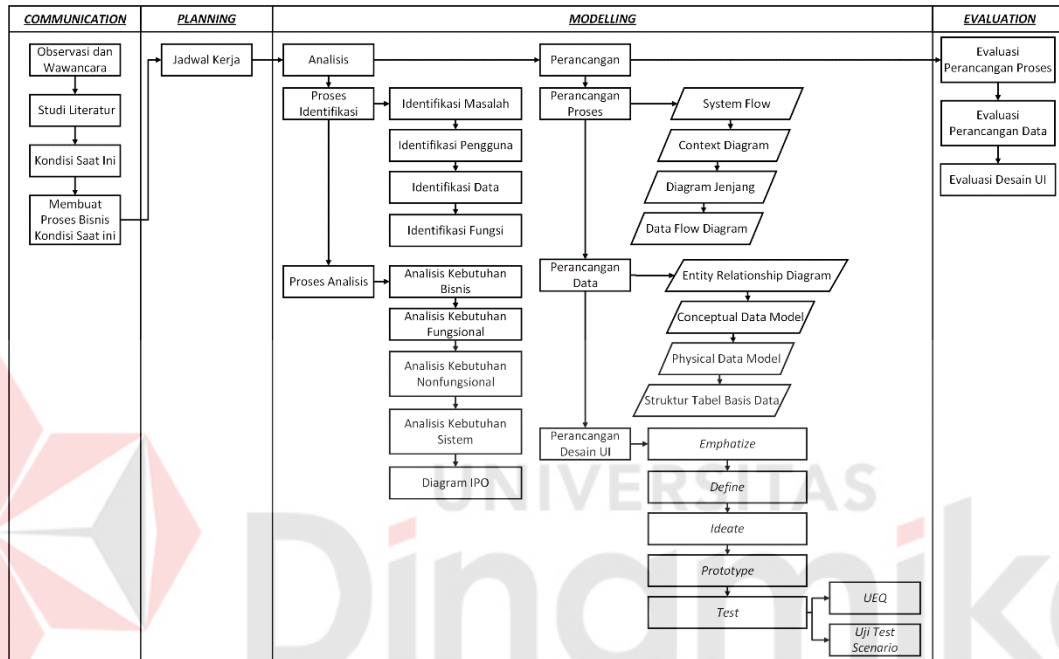 COMMUNICATION
Observasi dan
Wawancara
Studi Literatur
Kondisi Saat Ini
Membuat
Proses Bisnis
Kondisi Saat ini
PLANNING
Jadwal Kerja
MODELLING
Analisis
Proses
Identifikasi
Identifikasi Masalah
Identifikasi Pengguna
Identifikasi Data
Identifikasi Fungsi
Proses Analisis
Analisis Kebutuhan
Bisnis
Analisis Kebutuhan
Fungsional
Analisis Kebutuhan
Nonfungsional
Analisis Kebutuhan
Sistem
Diagram IPO
Perancangan
Perancangan
Proses
System Flow
Context Diagram
Diagram Jenjang
Data Flow Diagram
Perancangan
Data
Entity Relationship Diagram
Conceptual Data Model
Physical Data Model
Struktur Tabel Basis Data
Perancangan
Desain UI
Emphatize
Define
Ideate
Prototype
Test
UEQ
Uji Test
Scenario
EVALUATION
Evaluasi
Perancangan Proses
Evaluasi
Perancangan Data
Evaluasi Desain UI
UNIVERSITAS
Dinamika